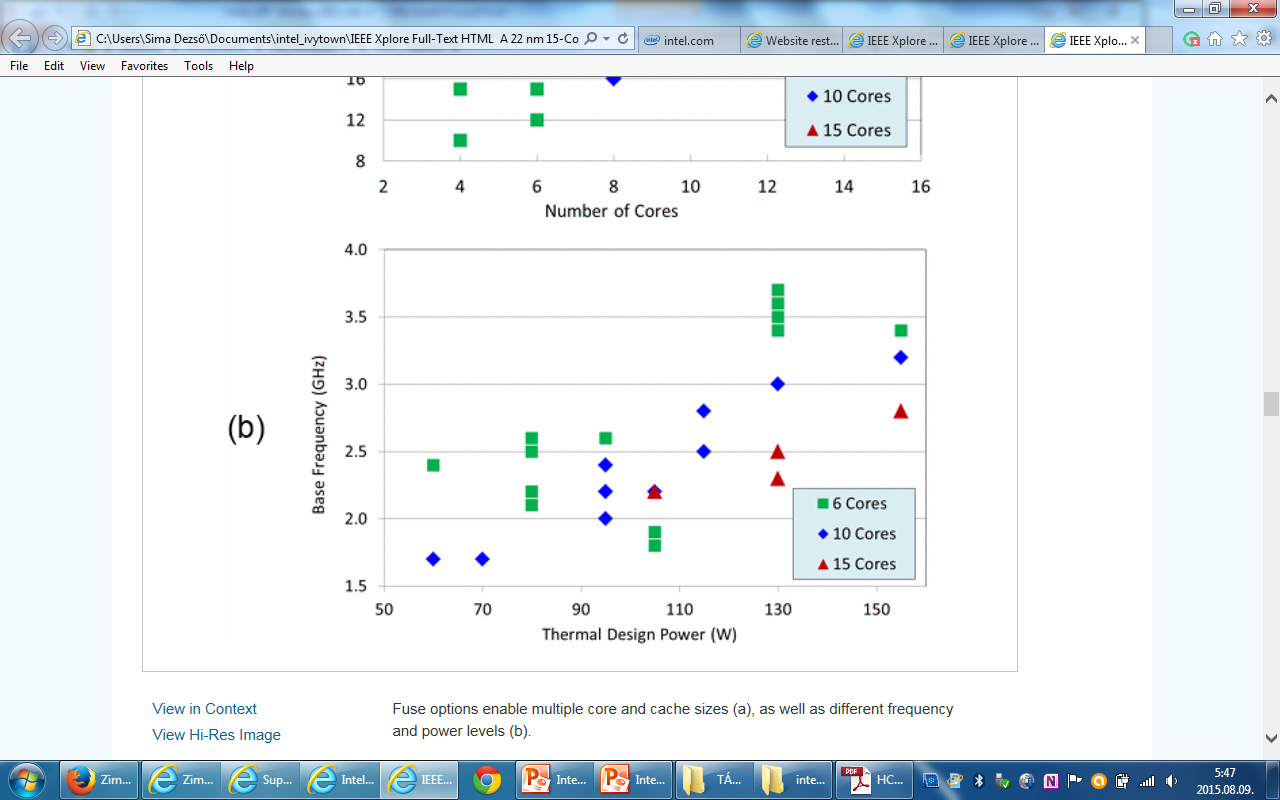 C:\Users\Sima Dezső\Documents\intel_ivytown\IEEE Xplore Full-Text HTML  A 22 nm 15-Co
intel.com
Website rest...
IEEE Xplore ...
IEEE Xplore ...
IEEE Xplo...
File Edit View Favorites Tools Help
16
12
8
2 4 6 8 10 12 14 16
Number of Cores
10 Cores
15 Cores
(b)
4.0
3.5
3.0
2.5
2.0
1.5
Base Frequency (GHz)
50 70 90 110 130 150
Thermal Design Power (W)
6 Cores
10 Cores
15 Cores
View in Context
View Hi-Res Image
Fuse options enable multiple core and cache sizes (a), as well as different frequency
and power levels (b).
Zim...
Zim...
Sup...
Intel...
IEEE...
Inte...
Inte...
TÁ...
inte...
PDF
HC...
5:47
2015.08.09.